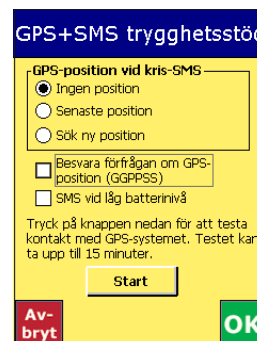 GPS+SMS trygghetsstö
GPS-position vid kris-SMS
Ingen position
Senaste position
Sök ny position
Besvara förfrågan om GPS-
position (GGPPSS)
SMS vid låg batterinivå
Tryck på knappen nedan för att testa
kontakt med GPS-systemet. Testet kan
ta upp till 15 minuter.
Start
Av-
bryt
OK